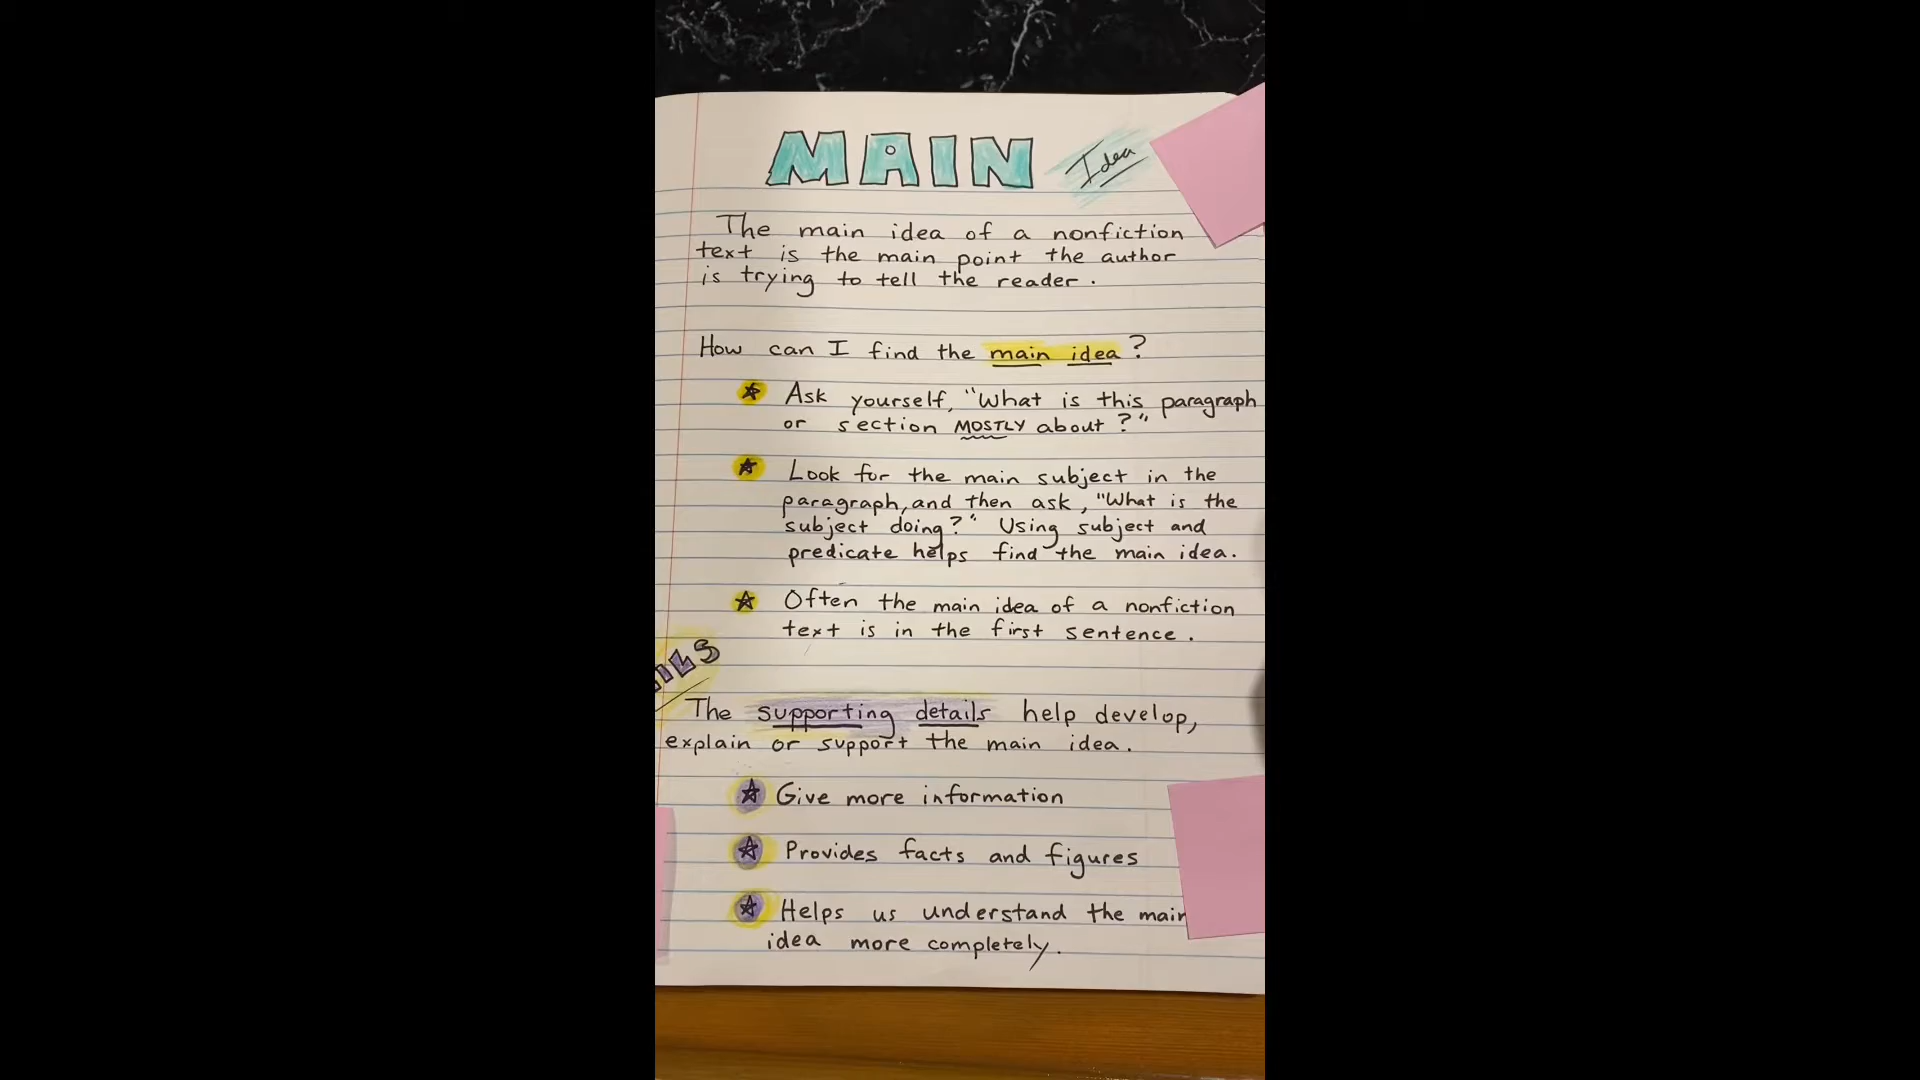 MAIN Idea
The main idea of a nonfiction
text is the main point the author
is trying to tell the reader.
How can I find the main idea?
Ask yourself, "What is this paragraph
or section MOSTLY about?"
Look for the main subject in the
paragraph, and then ask, "What is the
subject doing?" Using subject and
predicate helps find the main idea.
Often the main idea of a nonfiction
text is in the first sentence.
ILS
The supporting details help develop,
explain or support the main idea.
Give more information
Provides facts and figures
Helps us understand the main
idea more completely.